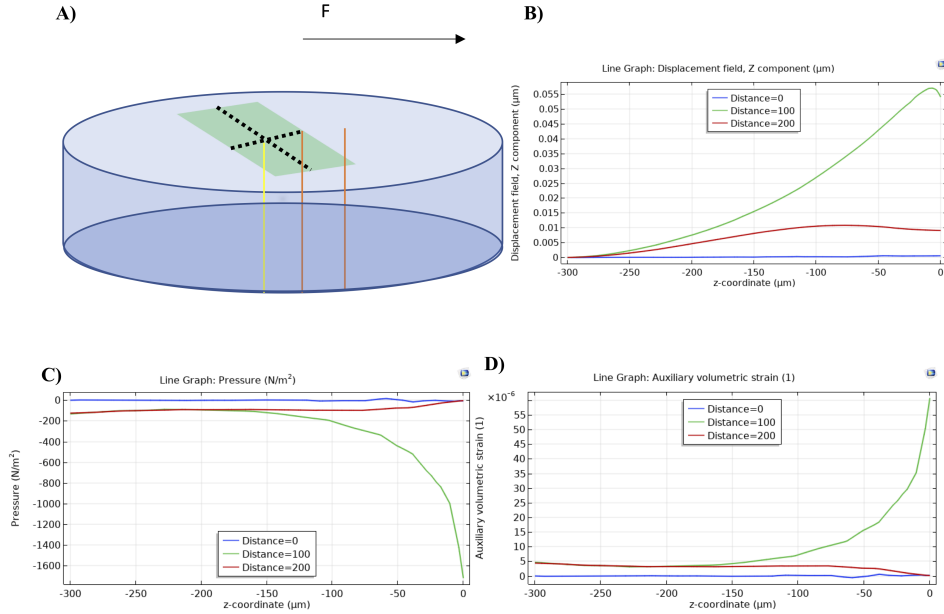 A)
F
B)
Line Graph: Displacement field, Z component (μm)
Displacement field, Z component (μm)
0.055
0.05
0.045
0.04
0.035
0.03
0.025
0.02
0.015
0.01
0.005
0
Distance=0
Distance=100
Distance=200
-300
-250
-200
-150
-100
-50
0
z-coordinate (μm)
C)
Line Graph: Pressure (N/m²)
Pressure (N/m²)
0
-200
-400
-600
-800
-1000
-1200
-1400
-1600
Distance=0
Distance=100
Distance=200
-300
-250
-200
-150
-100
-50
0
z-coordinate (μm)
D)
Line Graph: Auxiliary volumetric strain (1)
×10⁻⁶
Auxiliary volumetric strain (1)
55
50
45
40
35
30
25
20
15
10
5
0
Distance=0
Distance=100
Distance=200
-300
-250
-200
-150
-100
-50
0
z-coordinate (μm)